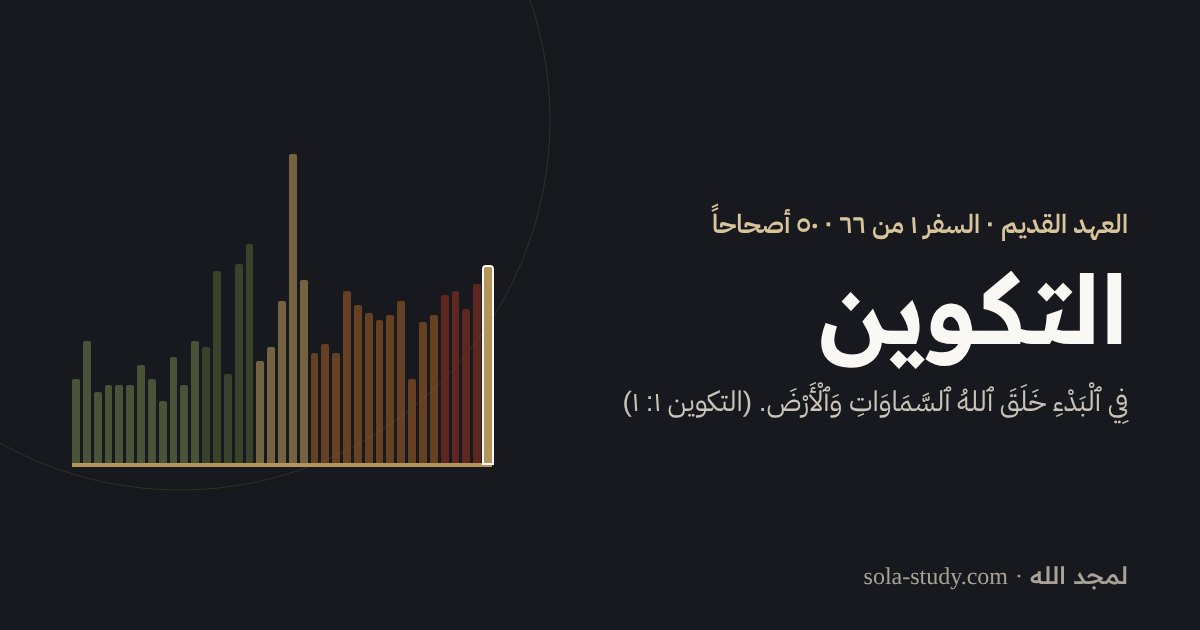 العهد القديم · السفر ١ من ٦٦ · ٥٠ أصحاحاً
التكوين
فِي ٱلْبَدْءِ خَلَقَ ٱللهُ ٱلسَّمَاوَاتِ وَٱلْأَرْضَ. (التكوين ١: ١)
لمجد الله · sola-study.com